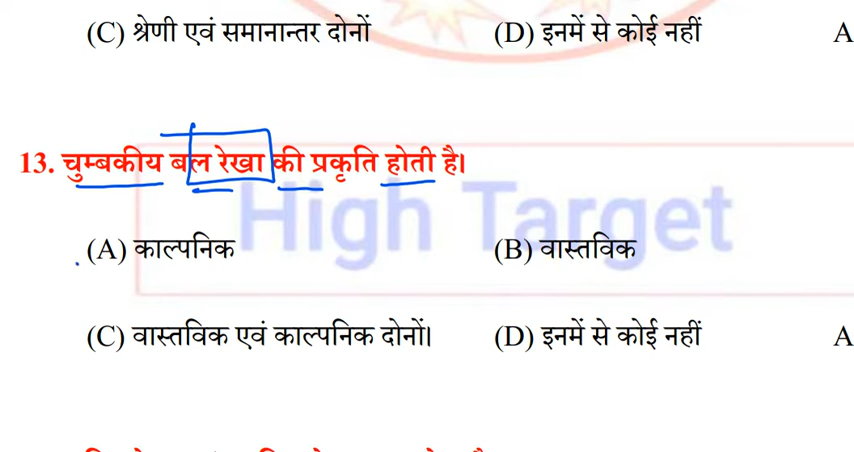 (C) श्रेणी एवं समानान्तर दोनों (D) इनमें से कोई नहीं A
13. चुम्बकीय बल रेखा की प्रकृति होती है।
High Target
(A) काल्पनिक (B) वास्तविक
(C) वास्तविक एवं काल्पनिक दोनों। (D) इनमें से कोई नहीं A